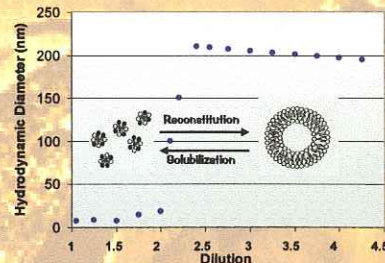 Hydrodynamic Diameter (nm)
250
200
150
100
50
0
Reconstitution
Solubilization
1 1.5 2 2.5 3 3.5 4 4.5
Dilution